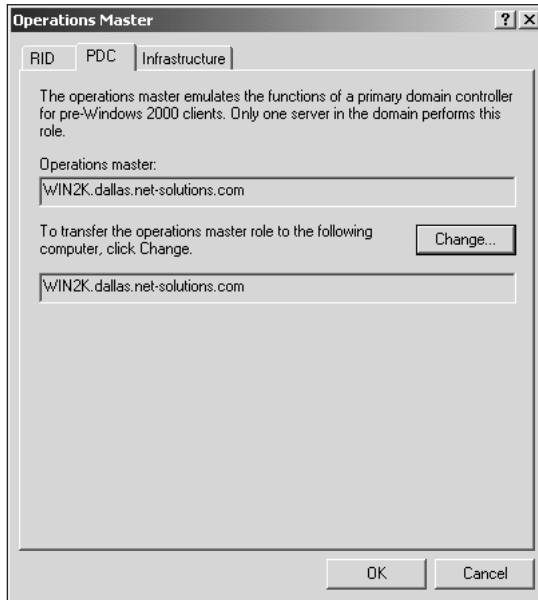 Operations Master
RID
PDC
Infrastructure
The operations master emulates the functions of a primary domain controller
for pre-Windows 2000 clients. Only one server in the domain performs this
role.
Operations master:
WIN2K.dallas.net-solutions.com
To transfer the operations master role to the following
computer, click Change.
Change...
WIN2K.dallas.net-solutions.com
OK
Cancel